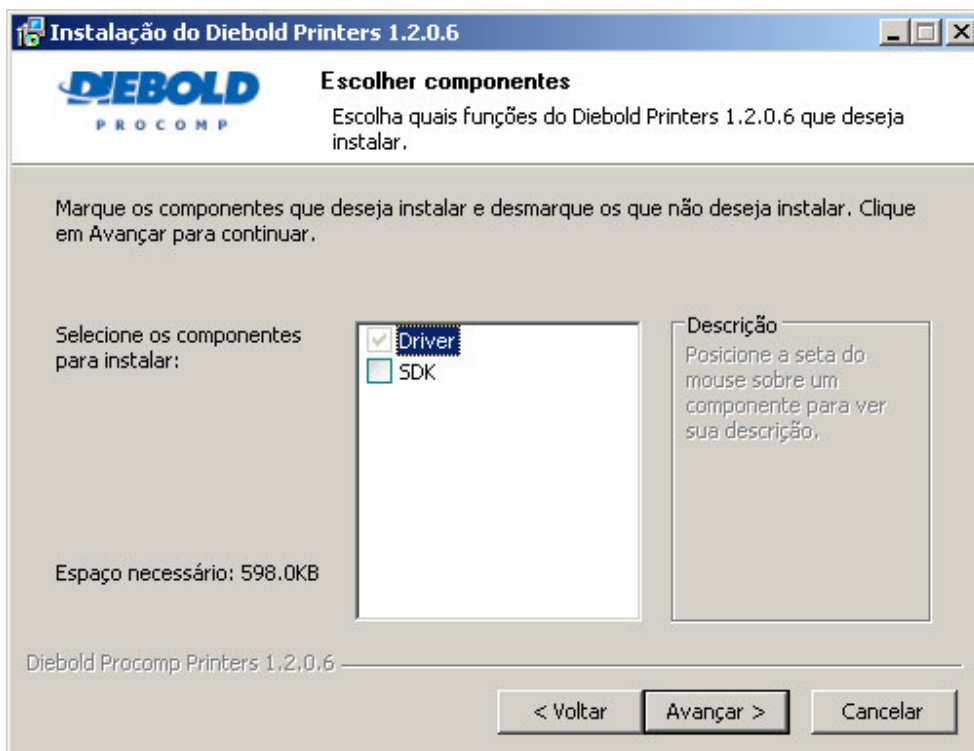 Instalação do Diebold Printers 1.2.0.6
DIEBOLD
PROCOMP
Escolher componentes
Escolha quais funções do Diebold Printers 1.2.0.6 que deseja
instalar.
Marque os componentes que deseja instalar e desmarque os que não deseja instalar. Clique
em Avançar para continuar.
Selecione os componentes
para instalar:
Driver
SDK
Descrição
Posicione a seta do
mouse sobre um
componente para ver
sua descrição.
Espaço necessário: 598.0KB
Diebold Procomp Printers 1.2.0.6
< Voltar
Avançar >
Cancelar